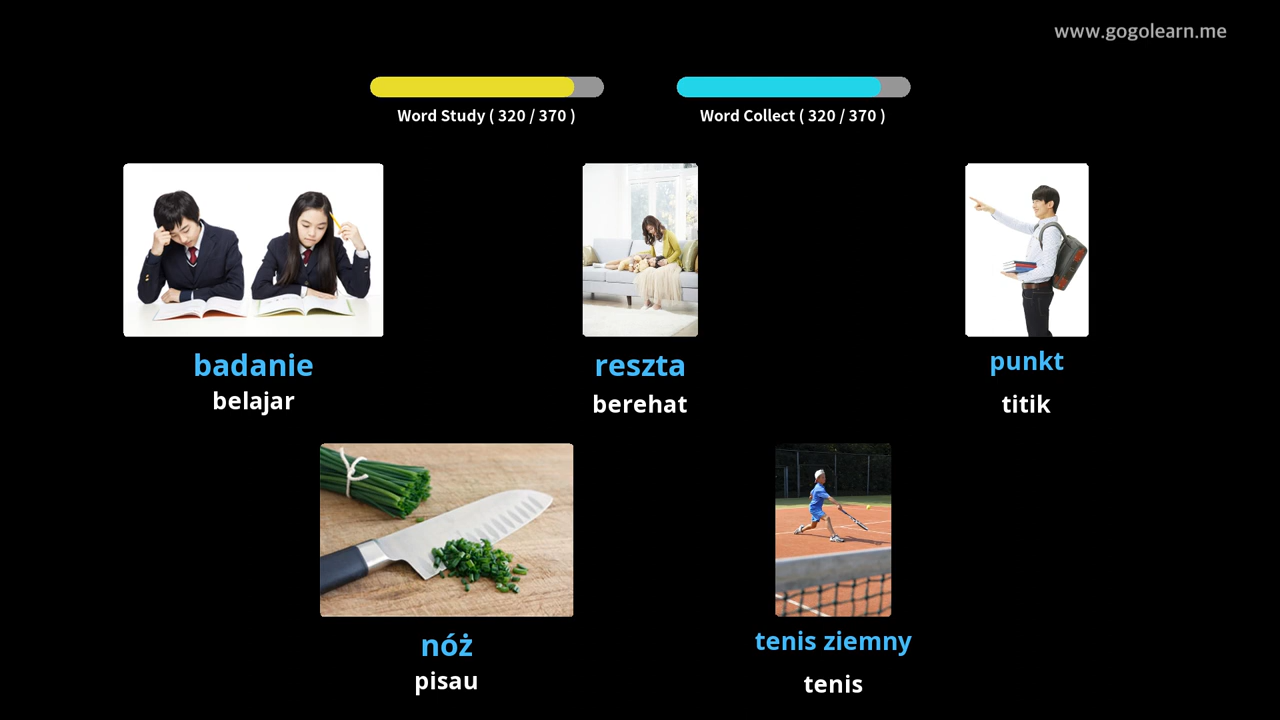 www.gogolearn.me
Word Study ( 320 / 370 )
Word Collect ( 320 / 370 )
badanie
belajar
reszta
berehat
punkt
titik
nóż
pisau
tenis ziemny
tenis